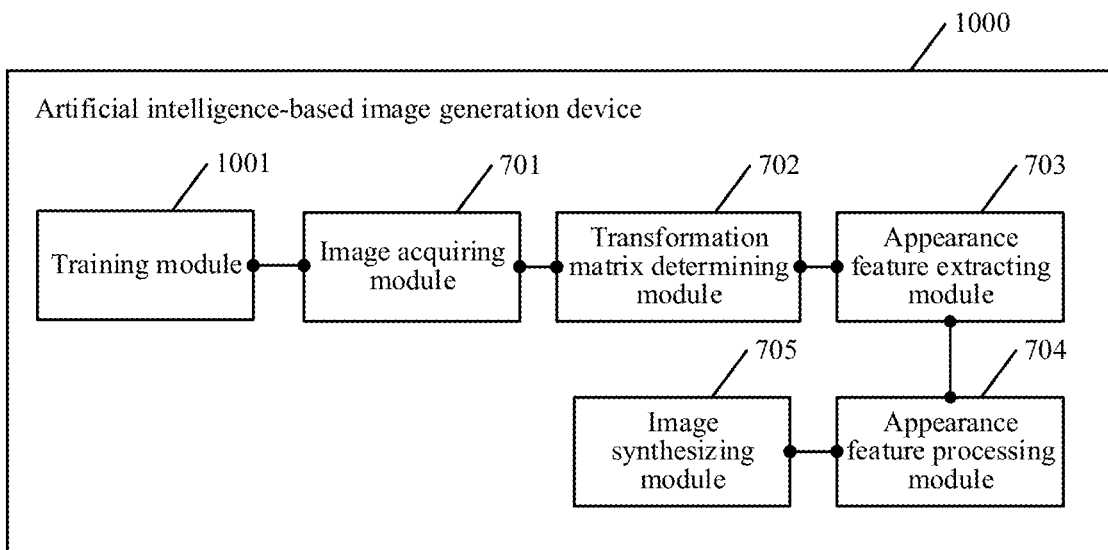 1000
Artificial intelligence-based image generation device
1001
701
702
703
Training module
Image acquiring
module
Transformation
matrix determining
module
Appearance
feature extracting
module
705
704
Image
synthesizing
module
Appearance
feature processing
module